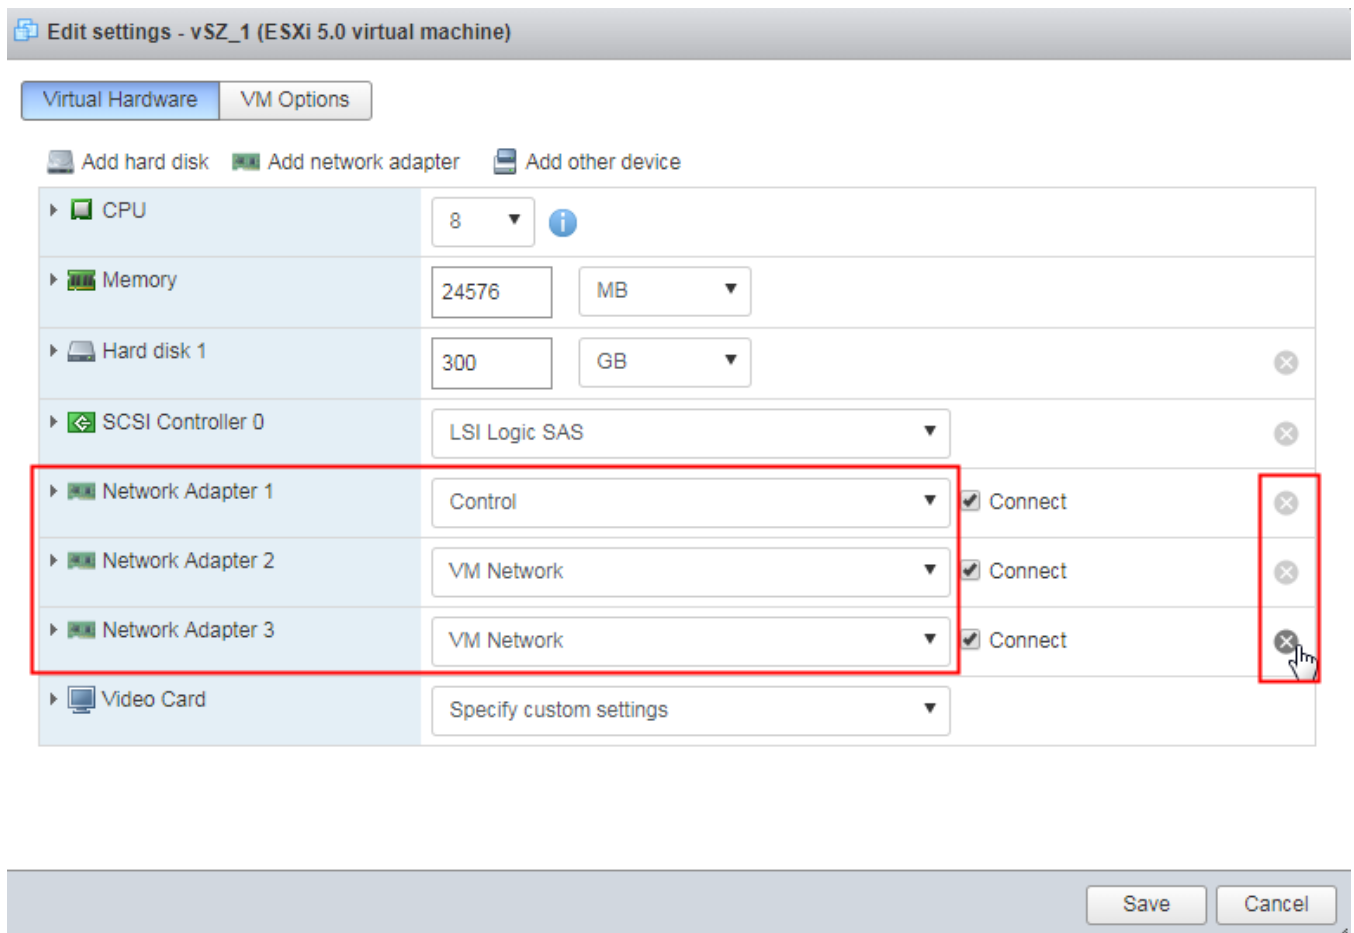 Edit settings - vSZ_1 (ESXi 5.0 virtual machine)
Virtual Hardware VM Options
Add hard disk Add network adapter Add other device
CPU 8
Memory 24576 MB
Hard disk 1 300 GB
SCSI Controller 0 LSI Logic SAS
Network Adapter 1 Control Connect
Network Adapter 2 VM Network Connect
Network Adapter 3 VM Network Connect
Video Card Specify custom settings
Save Cancel